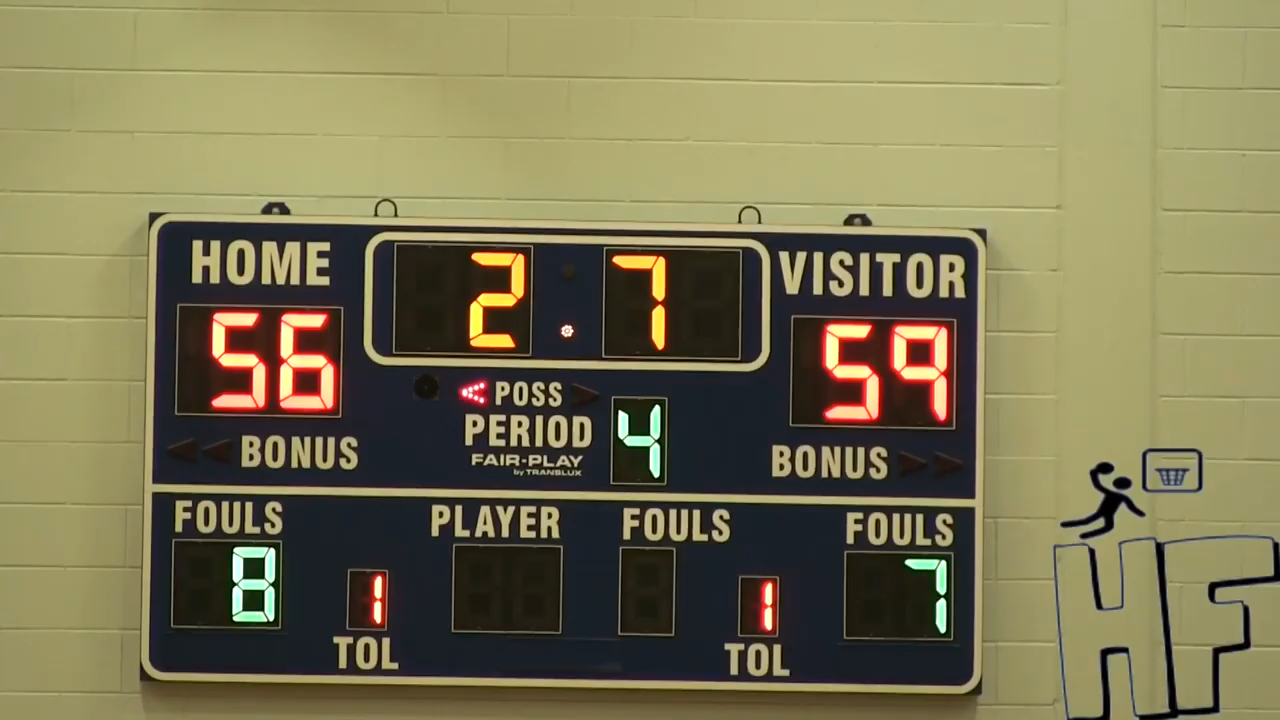 HOME
2.7
VISITOR
56
59
POSS
PERIOD
4
FAIR-PLAY
by TRANSLUX
BONUS
BONUS
FOULS
PLAYER
FOULS
FOULS
8
1
1
7
TOL
TOL
HF